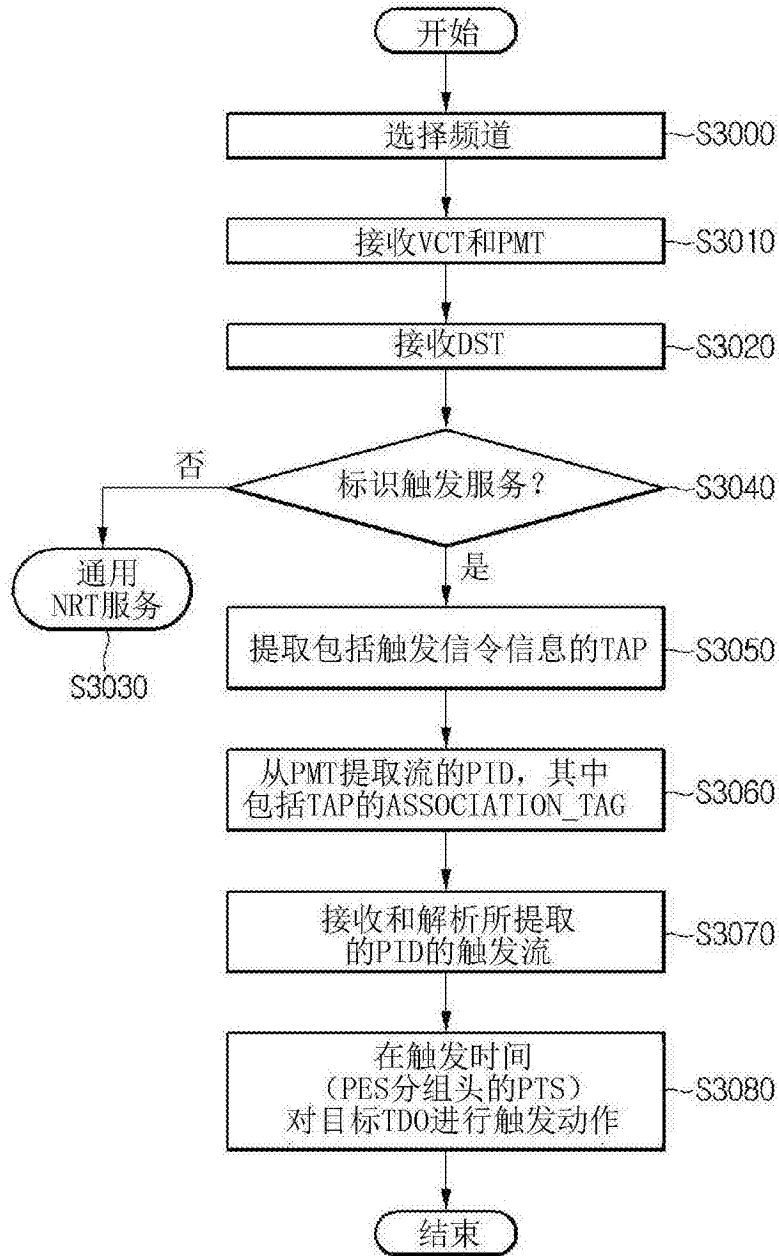 开始
选择频道
S3000
接收VCT和PMT
S3010
接收DST
S3020
否
标识触发服务?
S3040
通用
NRT服务
S3030
是
提取包括触发信令信息的TAP
S3050
从PMT提取流的PID，其中
包括TAP的ASSOCIATION_TAG
S3060
接收和解析所提取
的PID的触发流
S3070
在触发时间
（PES分组头的PTS）
对目标TDO进行触发动作
S3080
结束